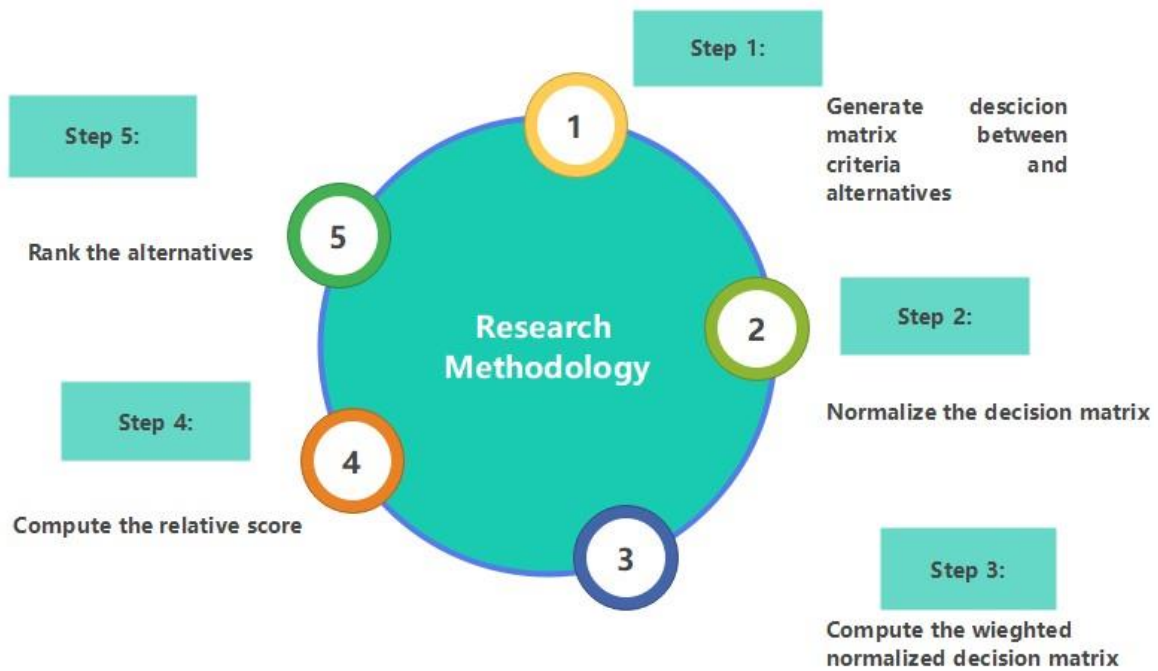 Step 1:
Generate descicion
matrix between
criteria and
alternatives
1
Step 2:
2
Normalize the decision matrix
Step 3:
3
Compute the wieghted
normalized decision matrix
Step 4:
4
Compute the relative score
Step 5:
5
Rank the alternatives
Research
Methodology